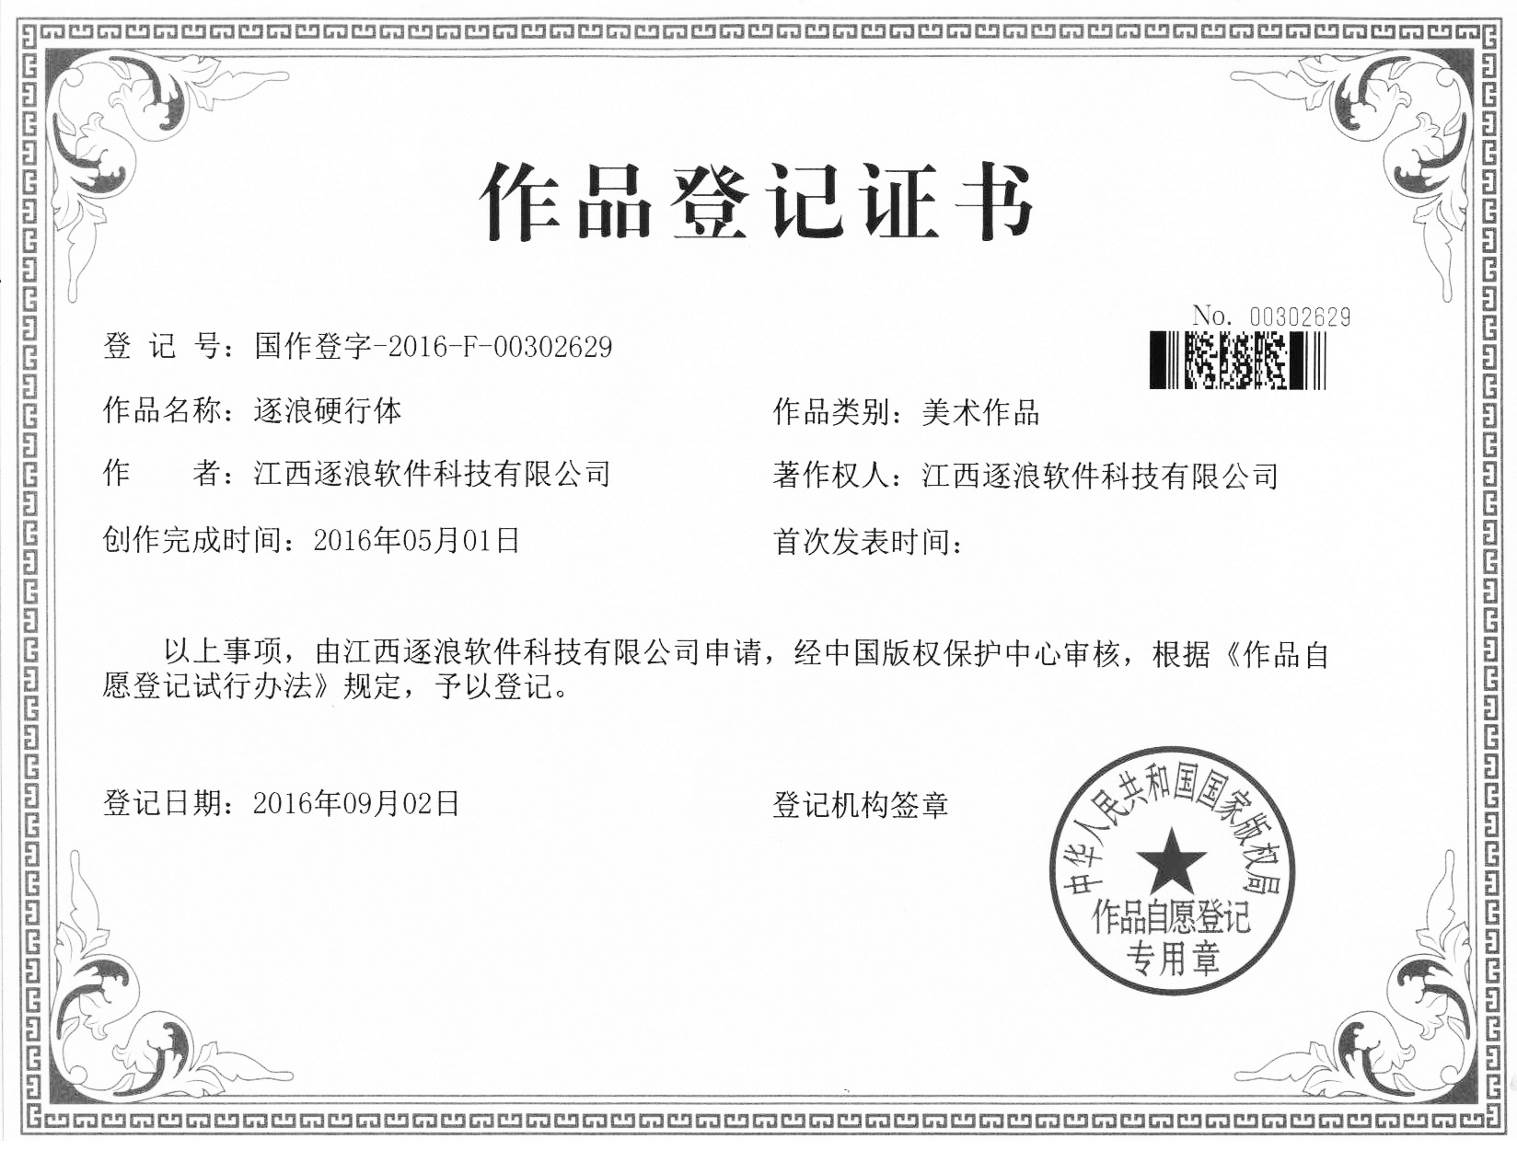 作品登记证书
No. 00302629
登 记 号：国作登字-2016-F-00302629
作品名称：逐浪硬行体
作品类别：美术作品
作 者：江西逐浪软件科技有限公司
著作权人：江西逐浪软件科技有限公司
创作完成时间：2016年05月01日
首次发表时间：
以上事项，由江西逐浪软件科技有限公司申请，经中国版权保护中心审核，根据《作品自
愿登记试行办法》规定，予以登记。
登记日期：2016年09月02日
登记机构签章
中华人民共和国国家版权局
作品自愿登记
专用章